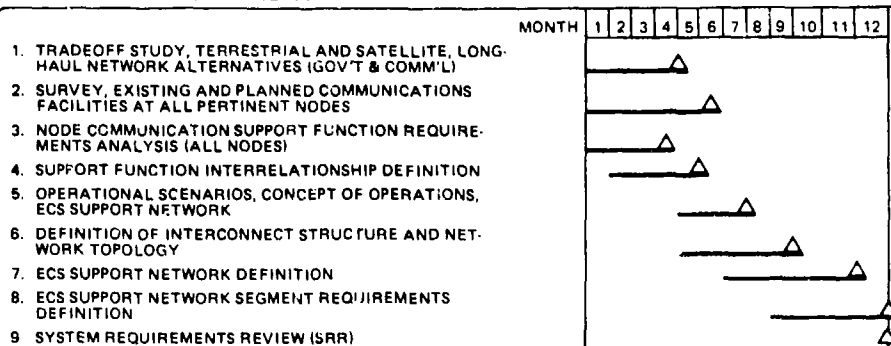 MONTH 1 2 3 4 5 6 7 8 9 10 11 12
1. TRADEOFF STUDY, TERRESTRIAL AND SATELLITE, LONG-
HAUL NETWORK ALTERNATIVES (GOV'T & COMM'L)
2. SURVEY, EXISTING AND PLANNED COMMUNICATIONS
FACILITIES AT ALL PERTINENT NODES
3. NODE COMMUNICATION SUPPORT FUNCTION REQUIRE-
MENTS ANALYSIS (ALL NODES)
4. SUPPORT FUNCTION INTERRELATIONSHIP DEFINITION
5. OPERATIONAL SCENARIOS, CONCEPT OF OPERATIONS,
ECS SUPPORT NETWORK
6. DEFINITION OF INTERCONNECT STRUCTURE AND NET-
WORK TOPOLOGY
7. ECS SUPPORT NETWORK DEFINITION
8. ECS SUPPORT NETWORK SEGMENT REQUIREMENTS
DEFINITION
9 SYSTEM REQUIREMENTS REVIEW (SRR)